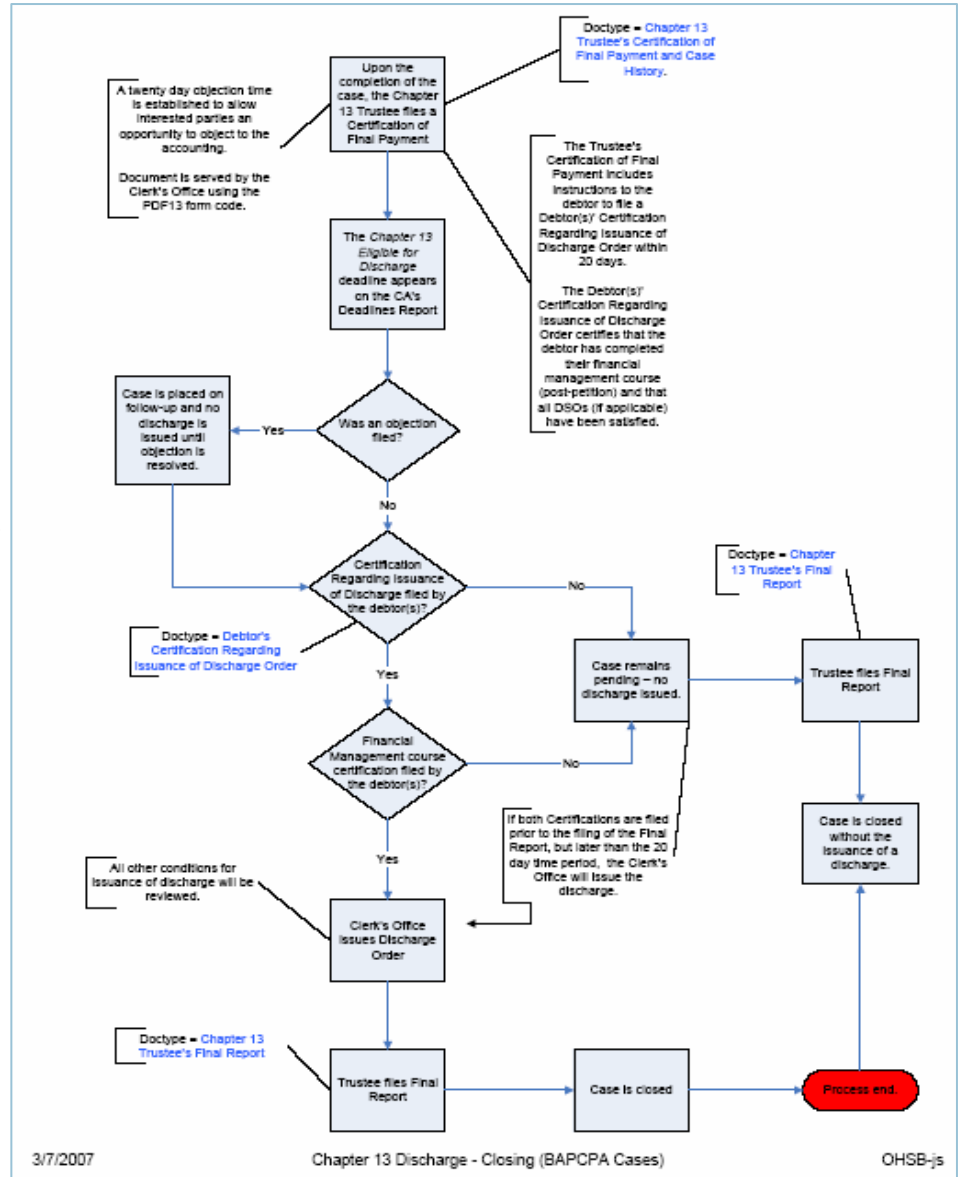 Doctype = Chapter 13
Trustee's Certification of
Final Payment and Case
History.
Upon the
completion of the
case, the Chapter
13 Trustee files a
Certification of
Final Payment
A twenty day objection time
is established to allow
interested parties an
opportunity to object to the
accounting.
Document is served by the
Clerk's Office using the
PDF13 form code.
The Trustee's
Certification of Final
Payment includes
instructions to the
debtor to file a
Debtor(s)' Certification
Regarding Issuance of
Discharge Order within
20 days.
The Debtor(s)'
Certification Regarding
Issuance of Discharge
Order certifies that the
debtor has completed
their financial
management course
(post-petition) and that
all DSOs (if applicable)
have been satisfied.
The Chapter 13
Eligible for
Discharge
deadline appears
on the CA's
Deadlines Report
Case is placed on
follow-up and no
discharge is
issued until
objection is
resolved.
Yes
Was an objection
filed?
No
Certification
Regarding Issuance
of Discharge filed by
the debtor(s)?
No
Doctype = Chapter
13 Trustee's Final
Report
Doctype = Debtor's
Certification Regarding
Issuance of Discharge Order
Yes
Case remains
pending – no
discharge issued.
Trustee files Final
Report
Financial
Management course
certification filed by
the debtor(s)?
No
If both Certifications are filed
prior to the filing of the Final
Report, but later than the 20
day time period, the Clerk's
Office will issue the
discharge.
Case is closed
without the
issuance of a
discharge.
Yes
All other conditions for
issuance of discharge will be
reviewed.
Clerk's Office
Issues Discharge
Order
Doctype = Chapter 13
Trustee's Final Report
Trustee files Final
Report
Case is closed
Process end.
3/7/2007
Chapter 13 Discharge - Closing (BAPCPA Cases)
OHSB-js